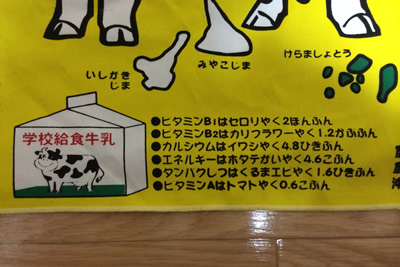 けらましょとう
みやこじま
いしがき
じま
学校給食牛乳
●ビタミンB1はセロリやく2ほんぶん
●ビタミンB2はカリフラワーやく1.2かぶぶん
●カルシウムはイワシやく4.8ひきぶん
●エネルギーはホタテかいやく4.6こぶん
●タンパクしつはくるまエビやく1.6ひきぶん
●ビタミンAはトマトやく0.6こぶん